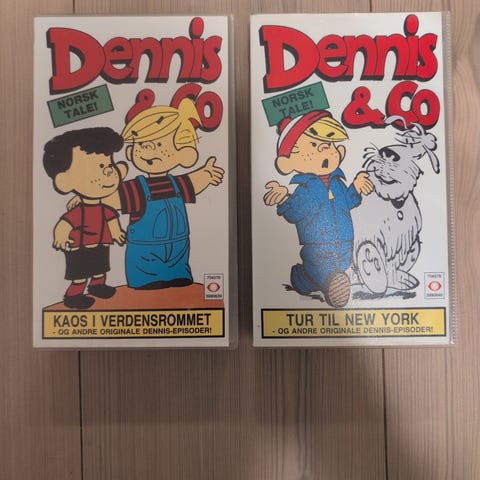 Dennis
& Co
NORSK
TALE!
KAOS I VERDENSROMMET
- OG ANDRE ORIGINALE DENNIS-EPISODER!
Dennis
& Co
NORSK
TALE!
TUR TIL NEW YORK
- OG ANDRE ORIGINALE DENNIS-EPISODER!